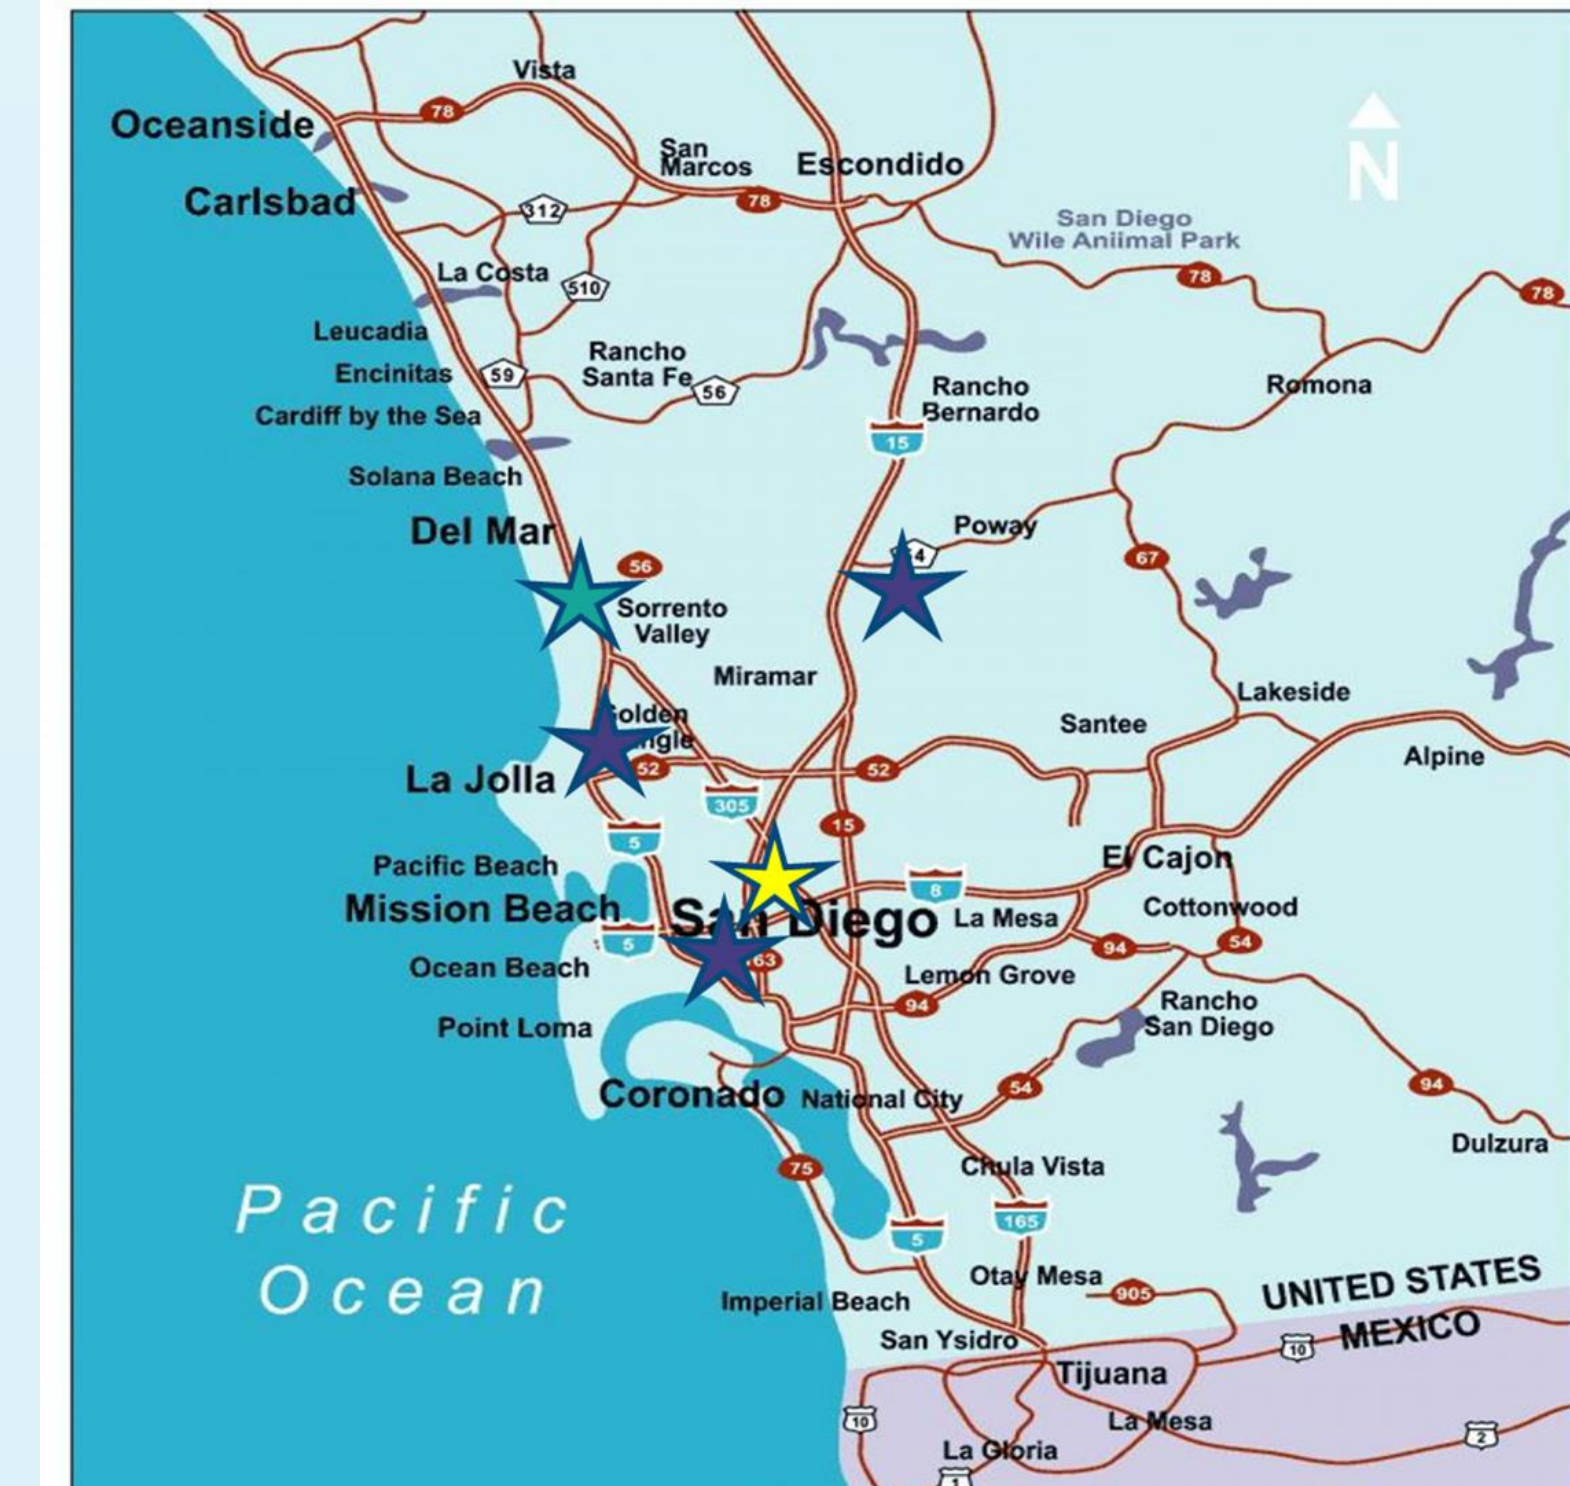 Vista
78
Oceanside
San
Marcos
Escondido
78
N
Carlsbad
312
San Diego
Wile Aniimal Park
78
78
La Costa
510
Leucadia
Rancho
Santa Fe
Encinitas
59
56
Rancho
Bernardo
Romona
Cardiff by the Sea
15
Solana Beach
Del Mar
Poway
4
67
56
Sorrento
Valley
Miramar
Lakeside
Golden
ngle
Santee
Alpine
52
52
La Jolla
305
15
5
El Cajon
Pacific Beach
8
Mission Beach
San Diego
La Mesa
Cottonwood
5
94
54
Ocean Beach
63
Lemon Grove
94
Rancho
San Diego
Point Loma
Coronado
National City
54
94
Dulzura
75
Chula Vista
Pacific
Ocean
165
5
Otay Mesa
905
UNITED STATES
MEXICO
Imperial Beach
San Ysidro
10
Tijuana
10
La Mesa
2
La Gloria
1